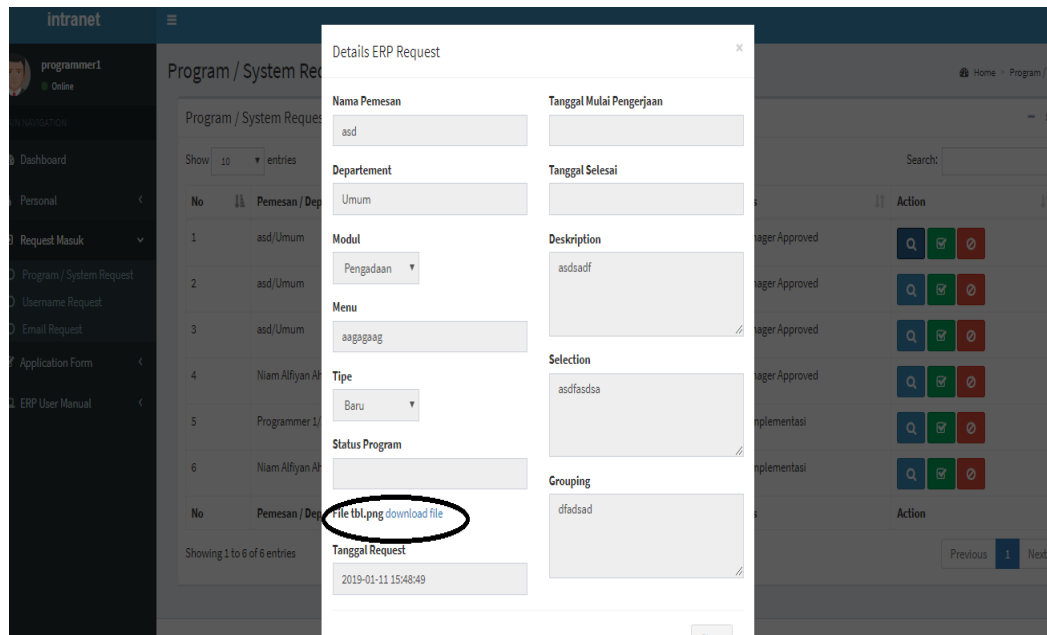 intranet
programmer1
Online
MAIN NAVIGATION
Dashboard
Personal
Request Masuk
Program / System Request
Username Request
Email Request
Application Form
ERP User Manual
Program / System Req
Home
Program /
Program / System Reques
Show 10 entries
Search:
No
Pemesan / Dep
Action
1
asd/Umum
nager Approved
2
asd/Umum
nager Approved
3
asd/Umum
nager Approved
4
Niam Alfiyan Ah
nager Approved
5
Programmer 1/
mplementasi
6
Niam Alfiyan Ah
mplementasi
No
Pemesan / Dep
Action
Showing 1 to 6 of 6 entries
Previous 1 Next
Details ERP Request
x
Nama Pemesan
asd
Departement
Umum
Modul
Pengadaan
Menu
aagagaag
Tipe
Baru
Status Program
File tbl.png download file
Tanggal Request
2019-01-11 15:48:49
Tanggal Mulai Pengerjaan
Tanggal Selesai
Deskription
asdsadf
Selection
asdfasdsa
Grouping
dfadsad